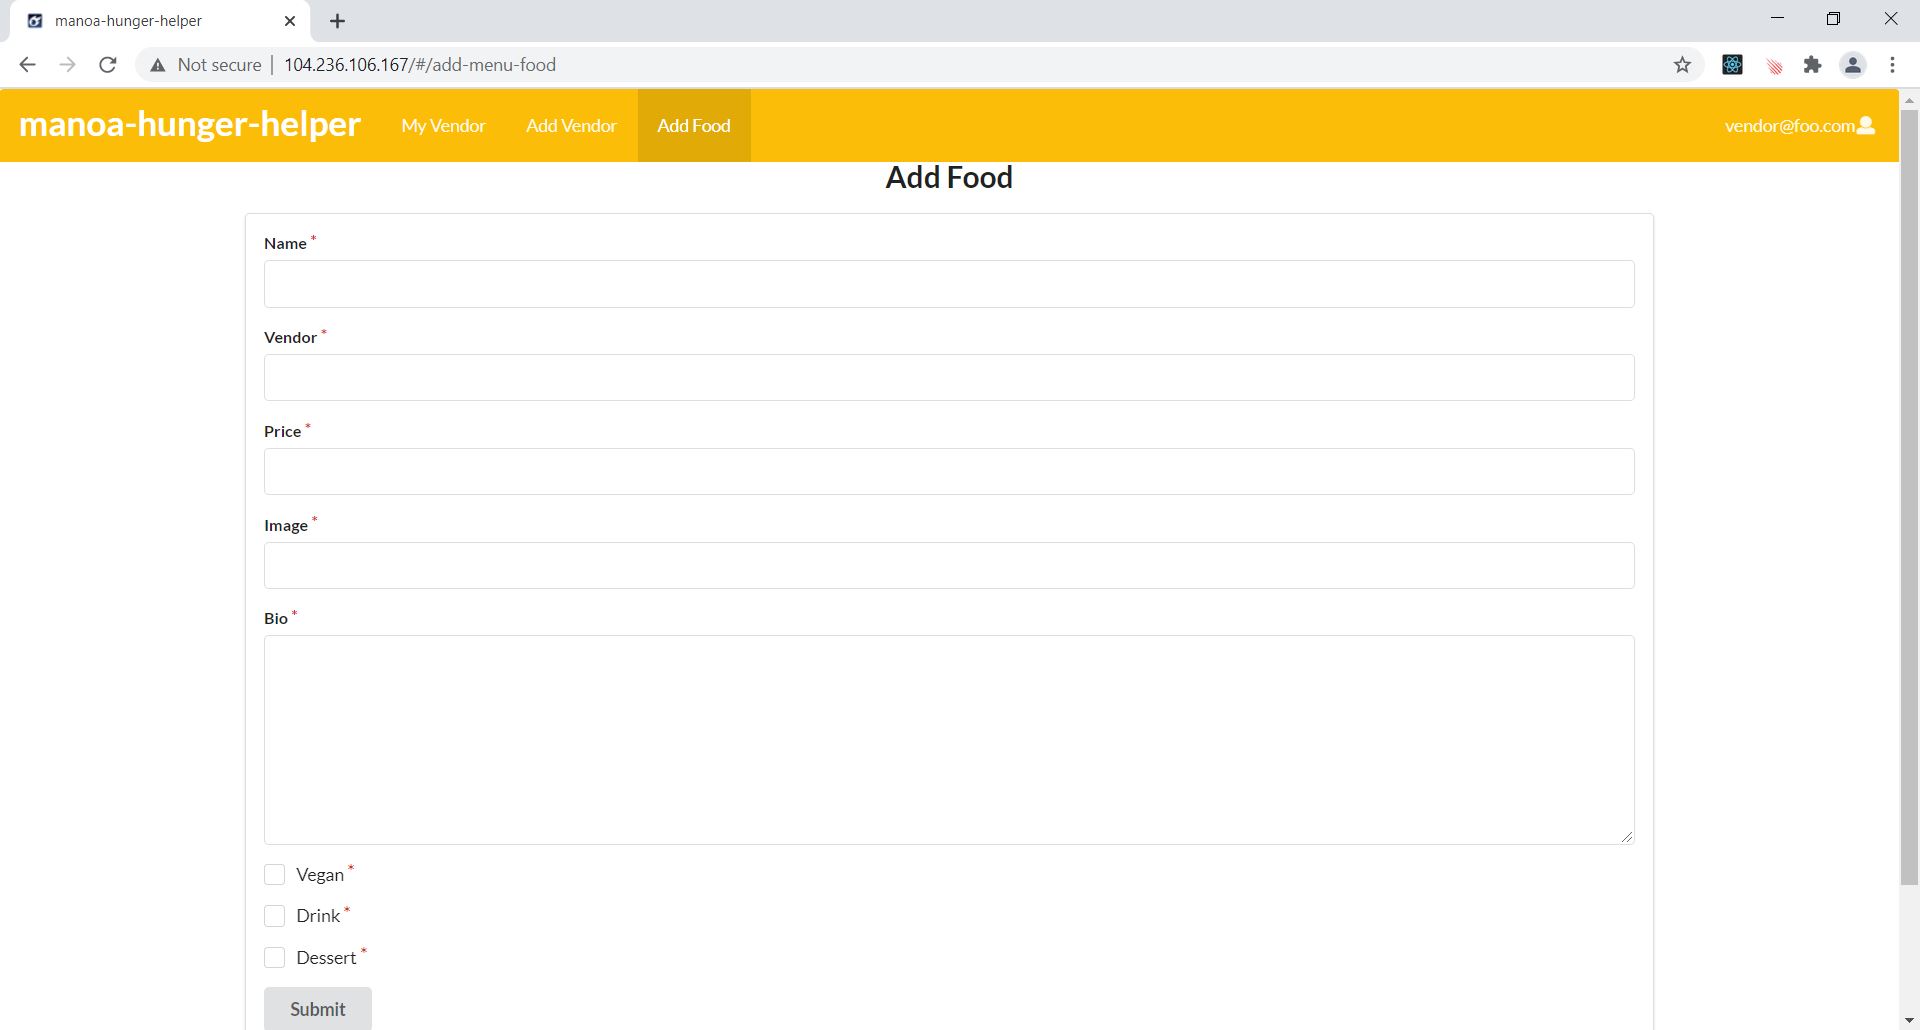 manoa-hunger-helper
Not secure 104.236.106.167/#/add-menu-food
manoa-hunger-helper My Vendor Add Vendor Add Food vendor@foo.com
Add Food
Name *
Vendor *
Price *
Image *
Bio *
Vegan *
Drink *
Dessert *
Submit